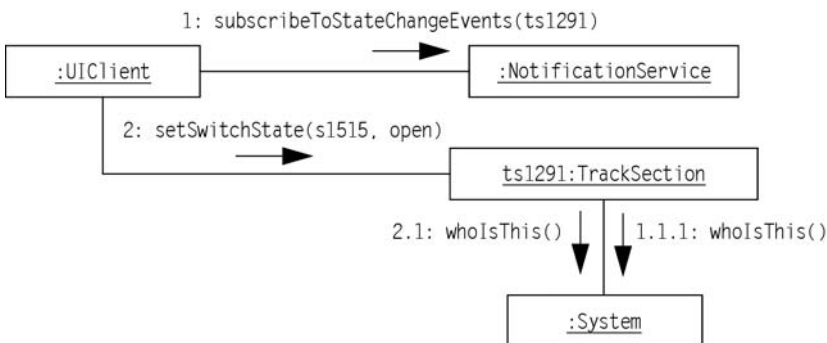 1: subscribeToStateChangeEvents(ts1291)
:UIClient
:NotificationService
2: setSwitchState(s1515, open)
ts1291:TrackSection
2.1: whoIsThis()
1.1.1: whoIsThis()
:System